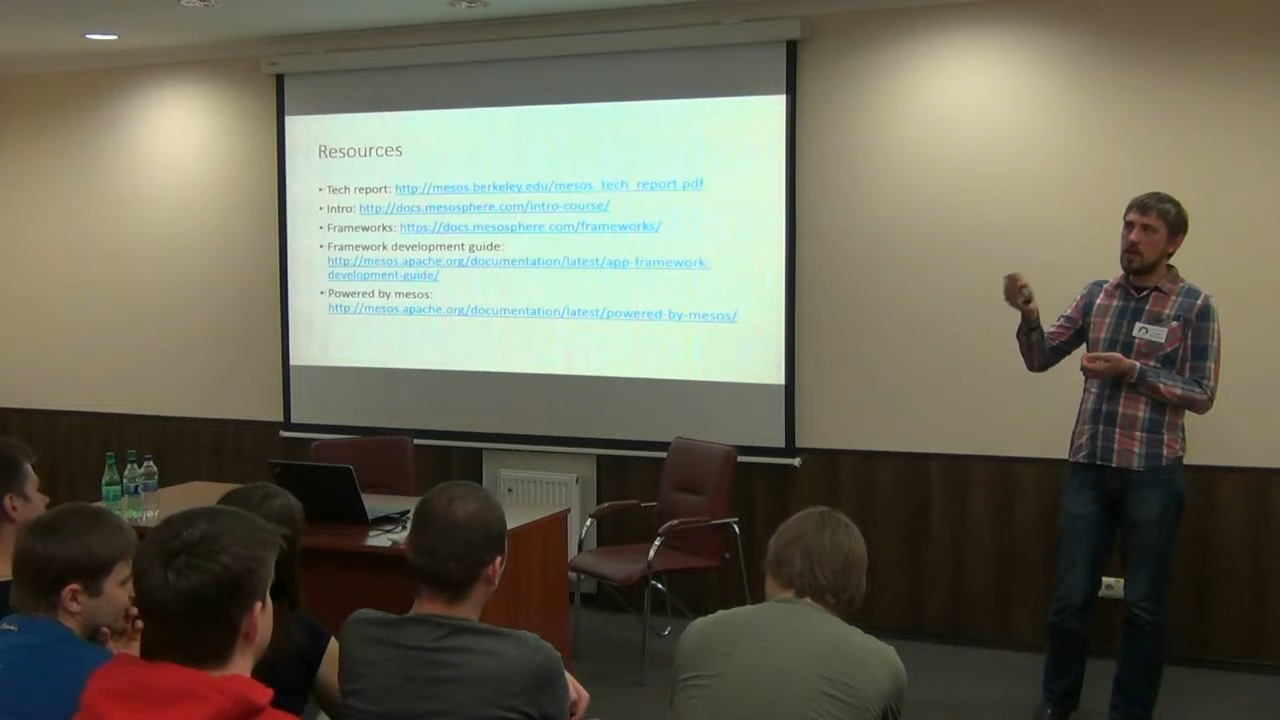 Resources
• Tech report: http://mesos.berkeley.edu/mesos_tech_report.pdf
• Intro: http://docs.mesosphere.com/intro-course/
• Frameworks: https://docs.mesosphere.com/frameworks/
• Framework development guide:
http://mesos.apache.org/documentation/latest/app-framework-
development-guide/
• Powered by mesos:
http://mesos.apache.org/documentation/latest/powered-by-mesos/